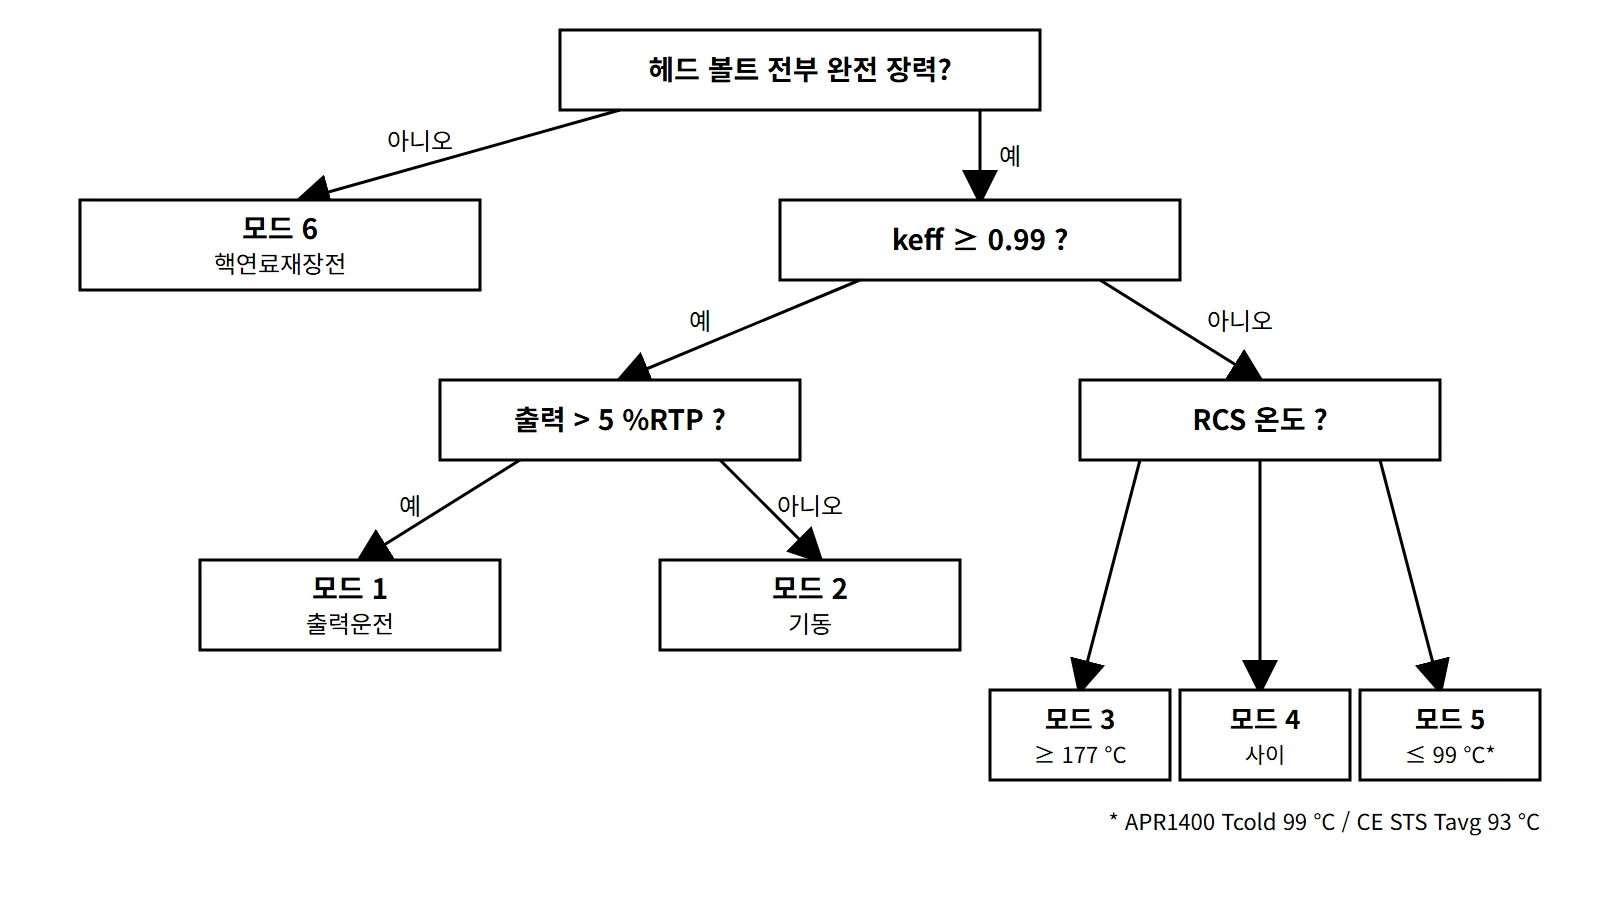 헤드 볼트 전부 완전 장력?
아니오
예
모드 6
핵연료재장전
keff ≥ 0.99 ?
예
아니오
출력 > 5 %RTP ?
RCS 온도 ?
예
아니오
모드 1
출력운전
모드 2
기동
모드 3
≥ 177 °C
모드 4
사이
모드 5
≤ 99 °C*
* APR1400 Tcold 99 °C / CE STS Tavg 93 °C